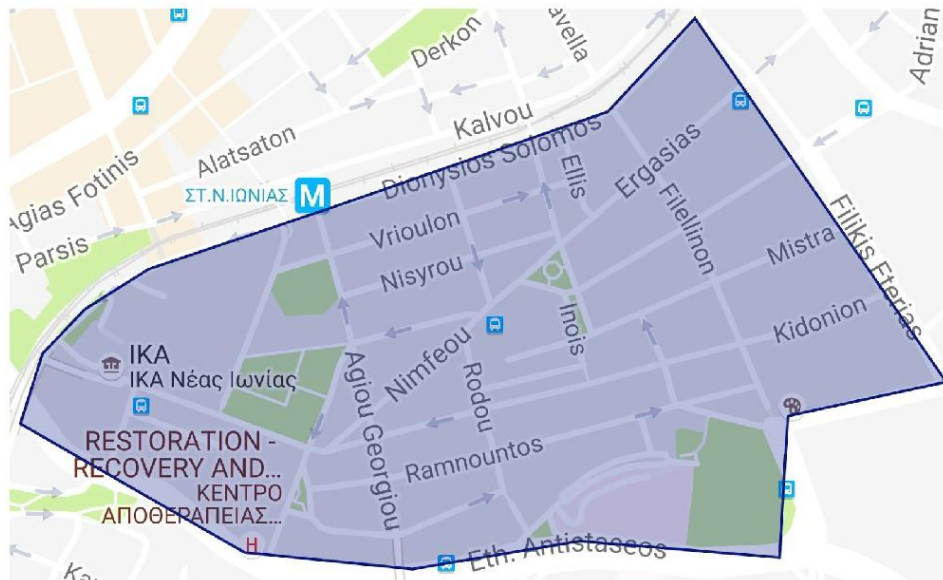 Derkon
avella
Adrian
Kalvou
Alatsaton
Agias Fotinis
Parsis
ΣΤ.Ν.ΙΩΝΙΑΣ
M
Dionysios Solomos
Ellis
Ergasias
Vrioulon
Filellinon
Filikis Eterias
Nisyrou
Mistra
Inois
Kidonion
Nimfeou
Agiou Georgiou
Rodou
IKA
IKA Νέας Ιωνίας
RESTORATION -
RECOVERY AND...
ΚΕΝΤΡΟ
ΑΠΟΘΕΡΑΠΕΙΑΣ...
Ramnountos
H
Eth. Antistaseos